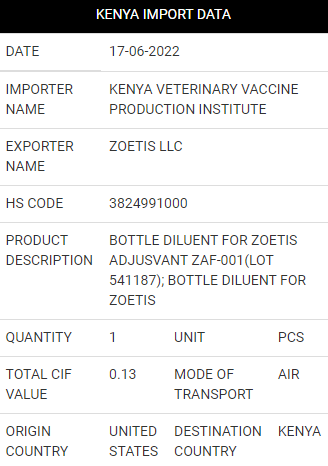 KENYA IMPORT DATA
DATE 17-06-2022
IMPORTER KENYA VETERINARY VACCINE
NAME PRODUCTION INSTITUTE
EXPORTER ZOETIS LLC
NAME
HS CODE 3824991000
PRODUCT BOTTLE DILUENT FOR ZOETIS
DESCRIPTION ADJUSVANT ZAF-001(LOT
541187); BOTTLE DILUENT FOR
ZOETIS
QUANTITY 1 UNIT PCS
TOTAL CIF 0.13 MODE OF AIR
VALUE TRANSPORT
ORIGIN UNITED DESTINATION KENYA
COUNTRY STATES COUNTRY